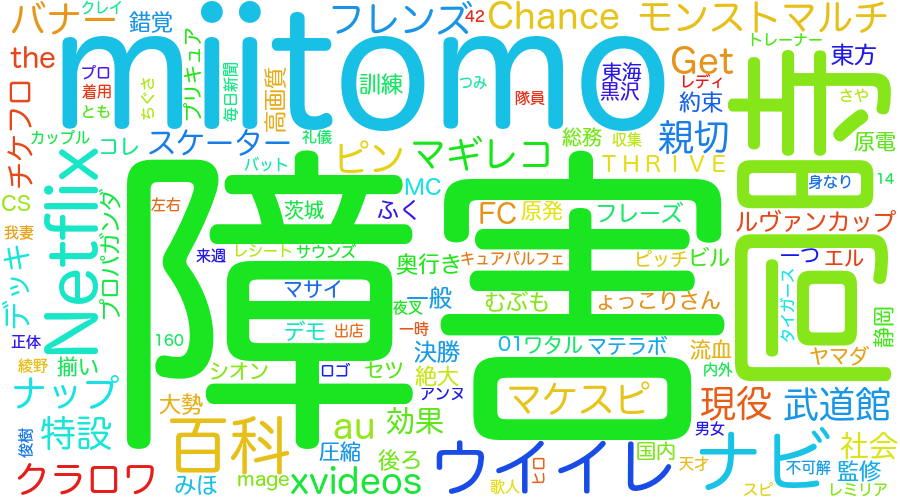 バナー
クレイ
錯覚
miitomo
フレンズ
42
Chance
モンストマルチ
the
プロ
着用
とも
ちぐさ
プリキュア
毎日新聞
高画質
訓練
つみ
隊員
東海
黒沢
Get
レディ
約束
トレーナー
東方
さや
原電
チケフロ
カップル
コレ
スケーター
礼儀
バット
ピン
マギレコ
総務
収集
THRIVE
親切
身なり
14
CS
我妻
Netflix
プロパガンダ
左右
障害
茨城
MC
ふく
FC
原発
フレーズ
ルヴァンカップ
デッキ
来週
レシート
サウンズ
奥行き
キュアパルフェ
ピッチ
ビル
一つ
エル
正体
160
マサイ
夜叉
一般
むぶも
ょっこりさん
タイガース
静岡
綾野
揃い
デモ
出店
一時
決勝
01ワタル
マテラボ
流血
内外
ヤマダ
ナップ
シオン
ロゴ
セツ
絶大
アンヌ
マケスピ
現役
武道館
特設
大勢
百科
au
効果
男女
俊樹
圧縮
後ろ
ウイイレ
国内
ナビ
社会
クラロワ
みほ
mage
xvideos
歌人
天才
不可解
監修
スピ
レミリア